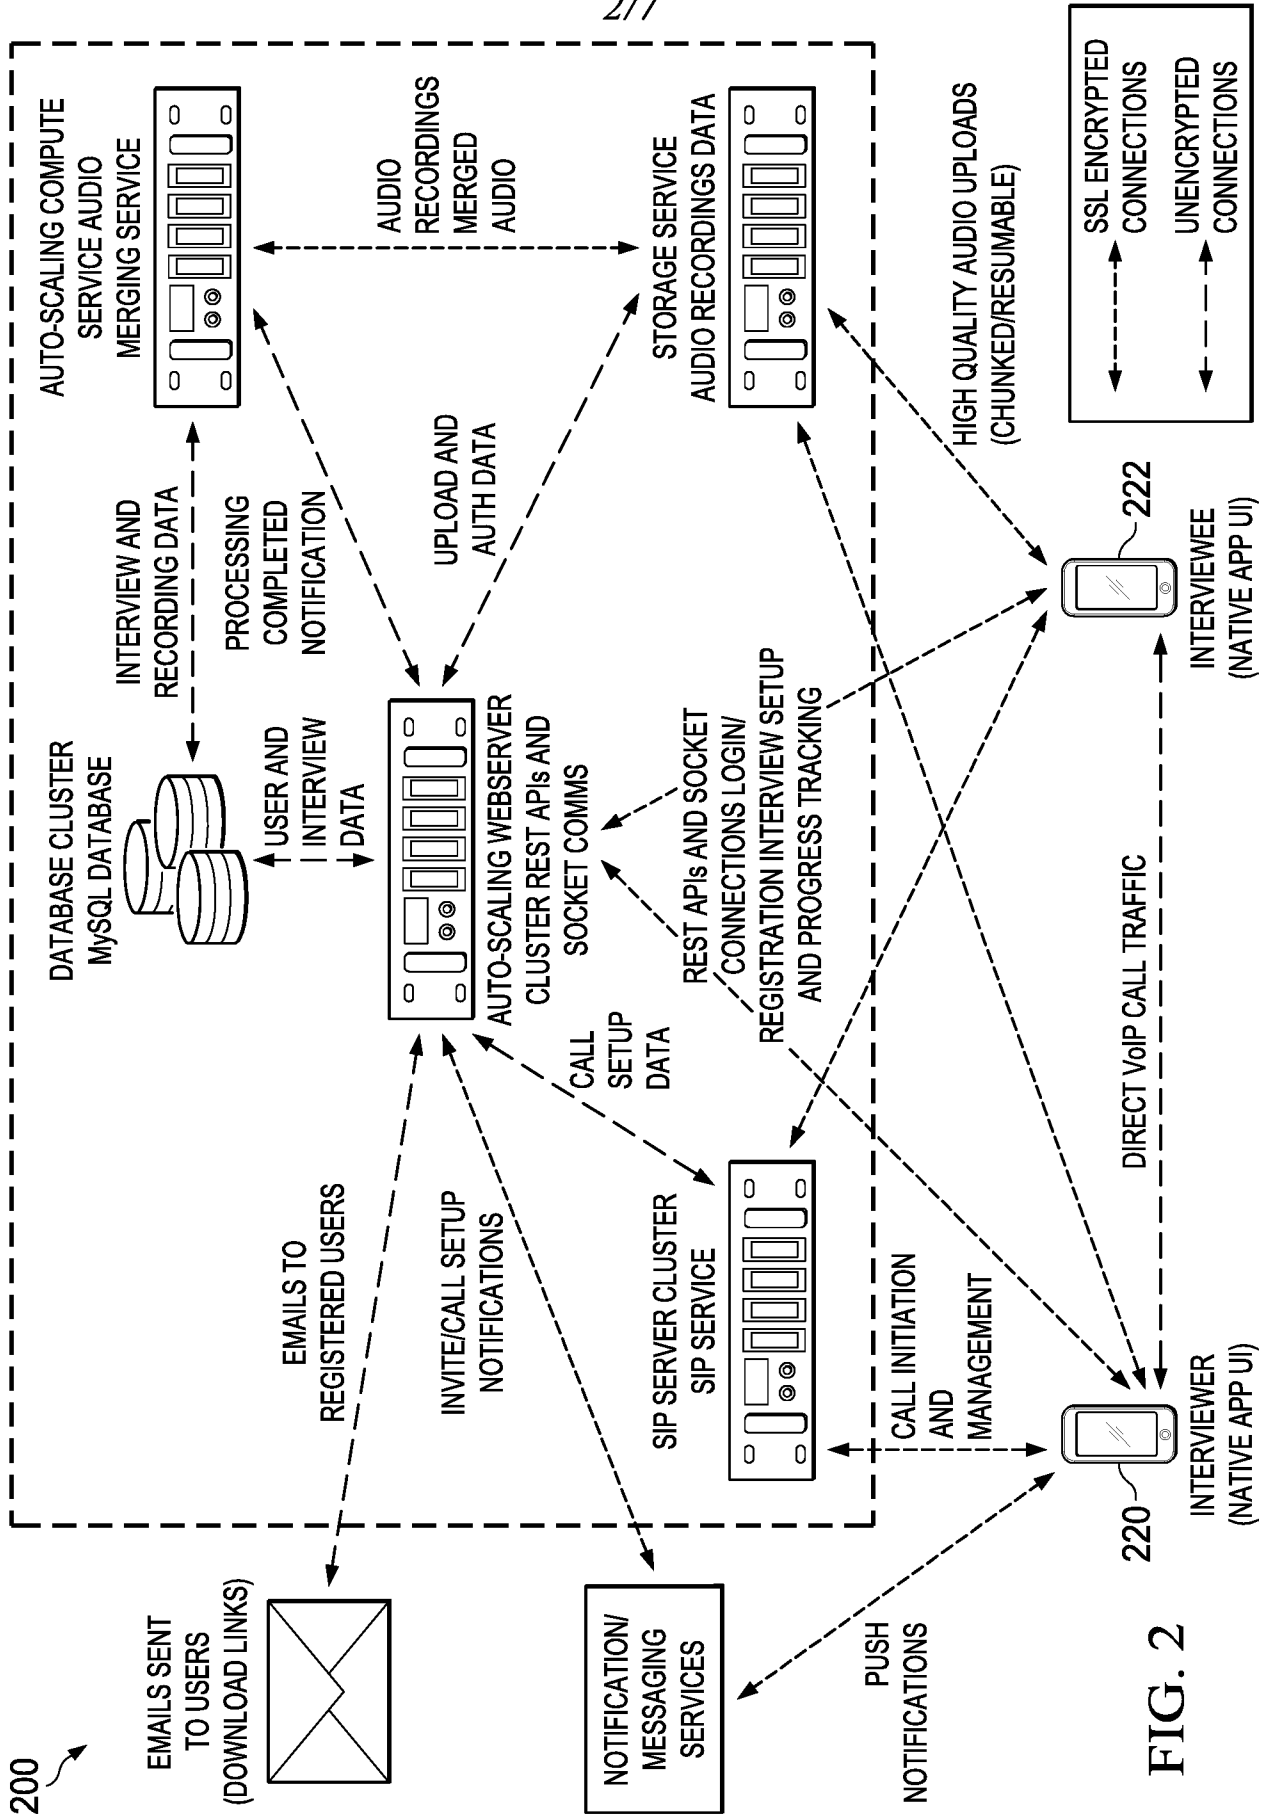 2/7
200
EMAILS SENT
TO USERS
(DOWNLOAD LINKS)
DATABASE CLUSTER
MySQL DATABASE
INTERVIEW AND
RECORDING DATA
AUTO-SCALING COMPUTE
SERVICE AUDIO
MERGING SERVICE
EMAILS TO
REGISTERED USERS
USER AND
INTERVIEW
DATA
PROCESSING
COMPLETED
NOTIFICATION
AUDIO
RECORDINGS
MERGED
AUDIO
INVITE/CALL SETUP
NOTIFICATIONS
AUTO-SCALING WEBSERVER
CLUSTER REST APIs AND
SOCKET COMMS
UPLOAD AND
AUTH DATA
NOTIFICATION/
MESSAGING
SERVICES
CALL
SETUP
DATA
SIP SERVER CLUSTER
SIP SERVICE
REST APIs AND SOCKET
CONNECTIONS LOGIN/
REGISTRATION INTERVIEW SETUP
AND PROGRESS TRACKING
STORAGE SERVICE
AUDIO RECORDINGS DATA
PUSH
NOTIFICATIONS
CALL INITIATION
AND
MANAGEMENT
HIGH QUALITY AUDIO UPLOADS
(CHUNKED/RESUMABLE)
DIRECT VoIP CALL TRAFFIC
220
INTERVIEWER
(NATIVE APP UI)
222
INTERVIEWEE
(NATIVE APP UI)
SSL ENCRYPTED
CONNECTIONS
UNENCRYPTED
CONNECTIONS
FIG. 2